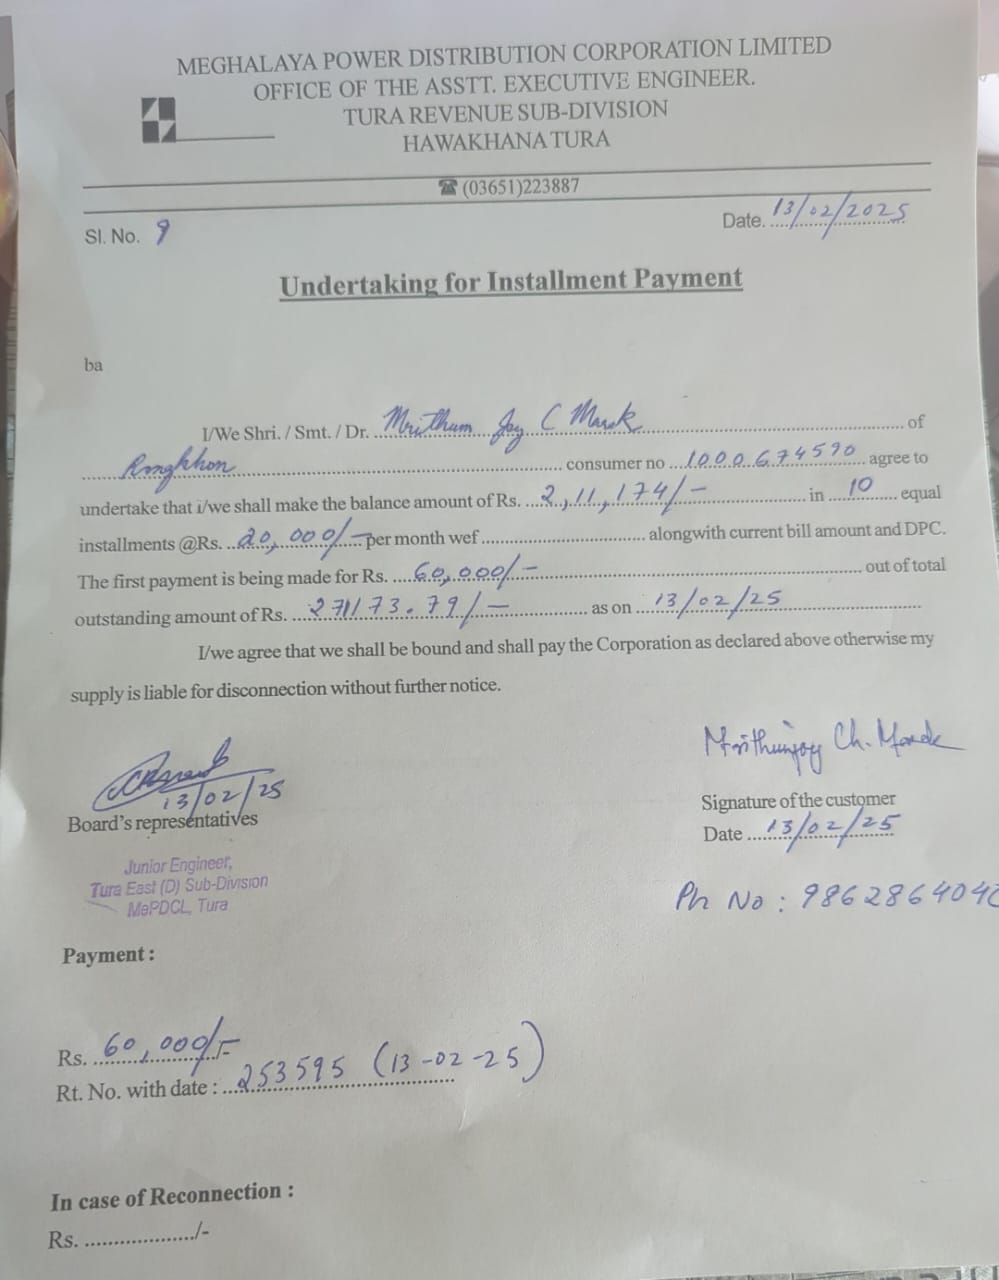 MEGHALAYA POWER DISTRIBUTION CORPORATION LIMITED
OFFICE OF THE ASSTT. EXECUTIVE ENGINEER.
TURA REVENUE SUB-DIVISION
HAWAKHANA TURA
☎ (03651)223887
Sl. No. 9
Date. 13/02/2025
Undertaking for Installment Payment
ba
I/We Shri. / Smt. / Dr. Mrithum Joy C Marak of
Rongkhon consumer no 1000674590 agree to
undertake that i/we shall make the balance amount of Rs. 2,11,174/- in 10 equal
installments @Rs. 20,000/- per month wef ........................ alongwith current bill amount and DPC.
The first payment is being made for Rs. 60,000/- out of total
outstanding amount of Rs. 271173.79/- as on 13/02/25
I/we agree that we shall be bound and shall pay the Corporation as declared above otherwise my
supply is liable for disconnection without further notice.
Mrithunjoy Ch. Marak
13/02/25
Board's representatives
Signature of the customer
Date 13/02/25
Junior Engineer,
Tura East (D) Sub-Division
MePDCL, Tura
Ph No : 986286404
Payment :
Rs. 60,000/-
Rt. No. with date : 253595 (13-02-25)
In case of Reconnection :
Rs. ..................../-